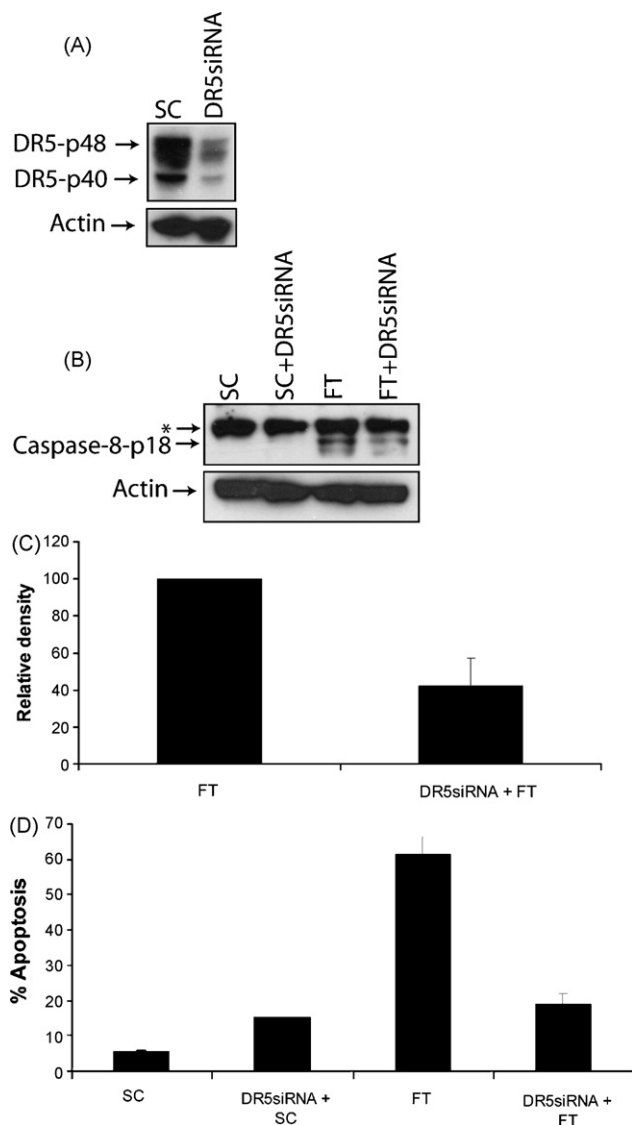 (A)
SC
DR5siRNA
DR5-p48
DR5-p40
Actin
(B)
SC
SC+DR5siRNA
FT
FT+DR5siRNA
*
Caspase-8-p18
Actin
(C)
Relative density
120
100
80
60
40
20
0
FT
DR5siRNA + FT
(D)
% Apoptosis
70
60
50
40
30
20
10
0
SC
DR5siRNA +
SC
FT
DR5siRNA +
FT